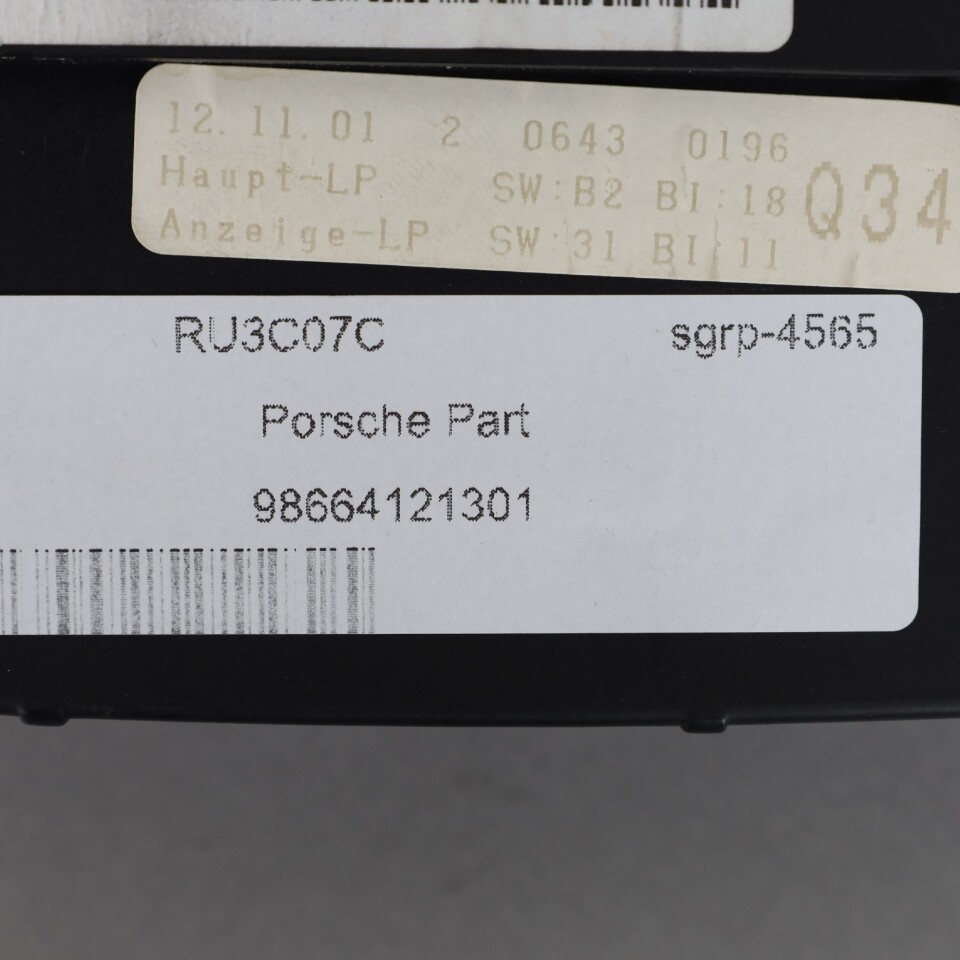 12.11.01 2 0643 0196
Haupt-LP SW:B2 BI:18 Q34
Anzeige-LP SW:31 BI:11
RU3C07C sgrp-4565
Porsche Part
98664121301